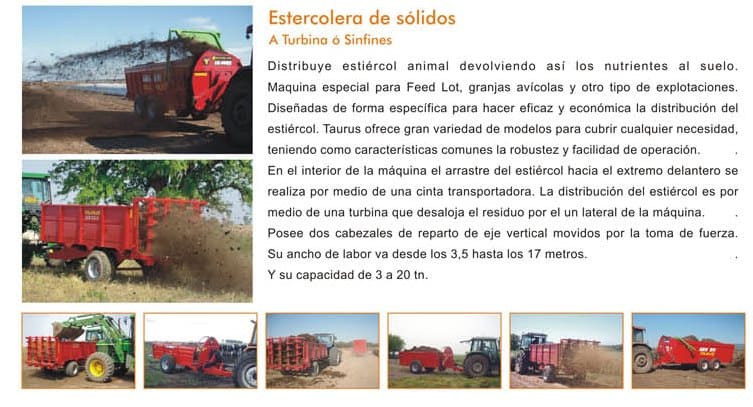 Estercolera de sólidos
A Turbina ó Sinfines
Distribuye estiércol animal devolviendo así los nutrientes al suelo.
Maquina especial para Feed Lot, granjas avícolas y otro tipo de explotaciones.
Diseñadas de forma específica para hacer eficaz y económica la distribución del
estiércol. Taurus ofrece gran variedad de modelos para cubrir cualquier necesidad,
teniendo como características comunes la robustez y facilidad de operación. .
En el interior de la máquina el arrastre del estiércol hacia el extremo delantero se
realiza por medio de una cinta transportadora. La distribución del estiércol es por
medio de una turbina que desaloja el residuo por el un lateral de la máquina. .
Posee dos cabezales de reparto de eje vertical movidos por la toma de fuerza.
Su ancho de labor va desde los 3,5 hasta los 17 metros. .
Y su capacidad de 3 a 20 tn.